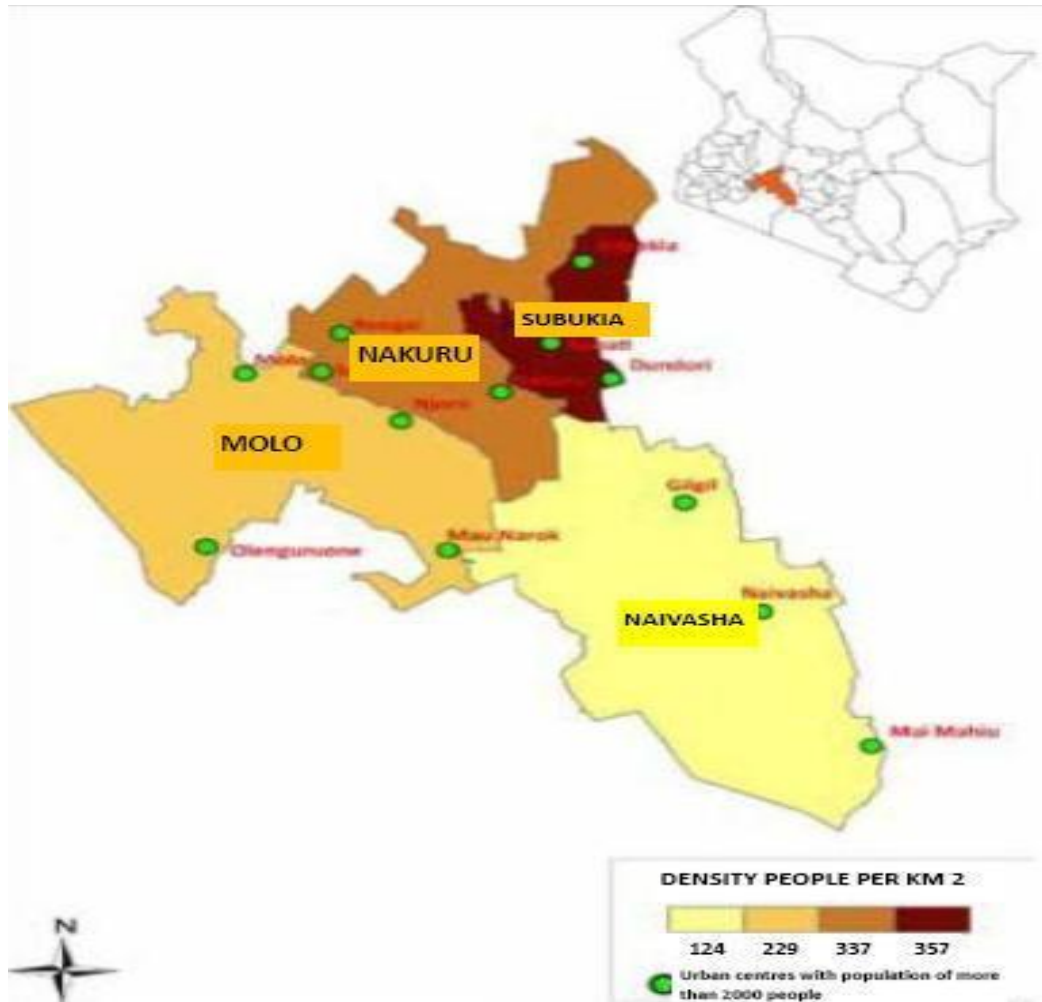 SUBUKIA
NAKURU
Dundori
Molo
Njoro
MOLO
Gilgil
Mau Narok
Olenguruone
Naivasha
NAIVASHA
Mai Mahiu
DENSITY PEOPLE PER KM 2
124 229 337 357
Urban centres with population of more
than 2000 people
N